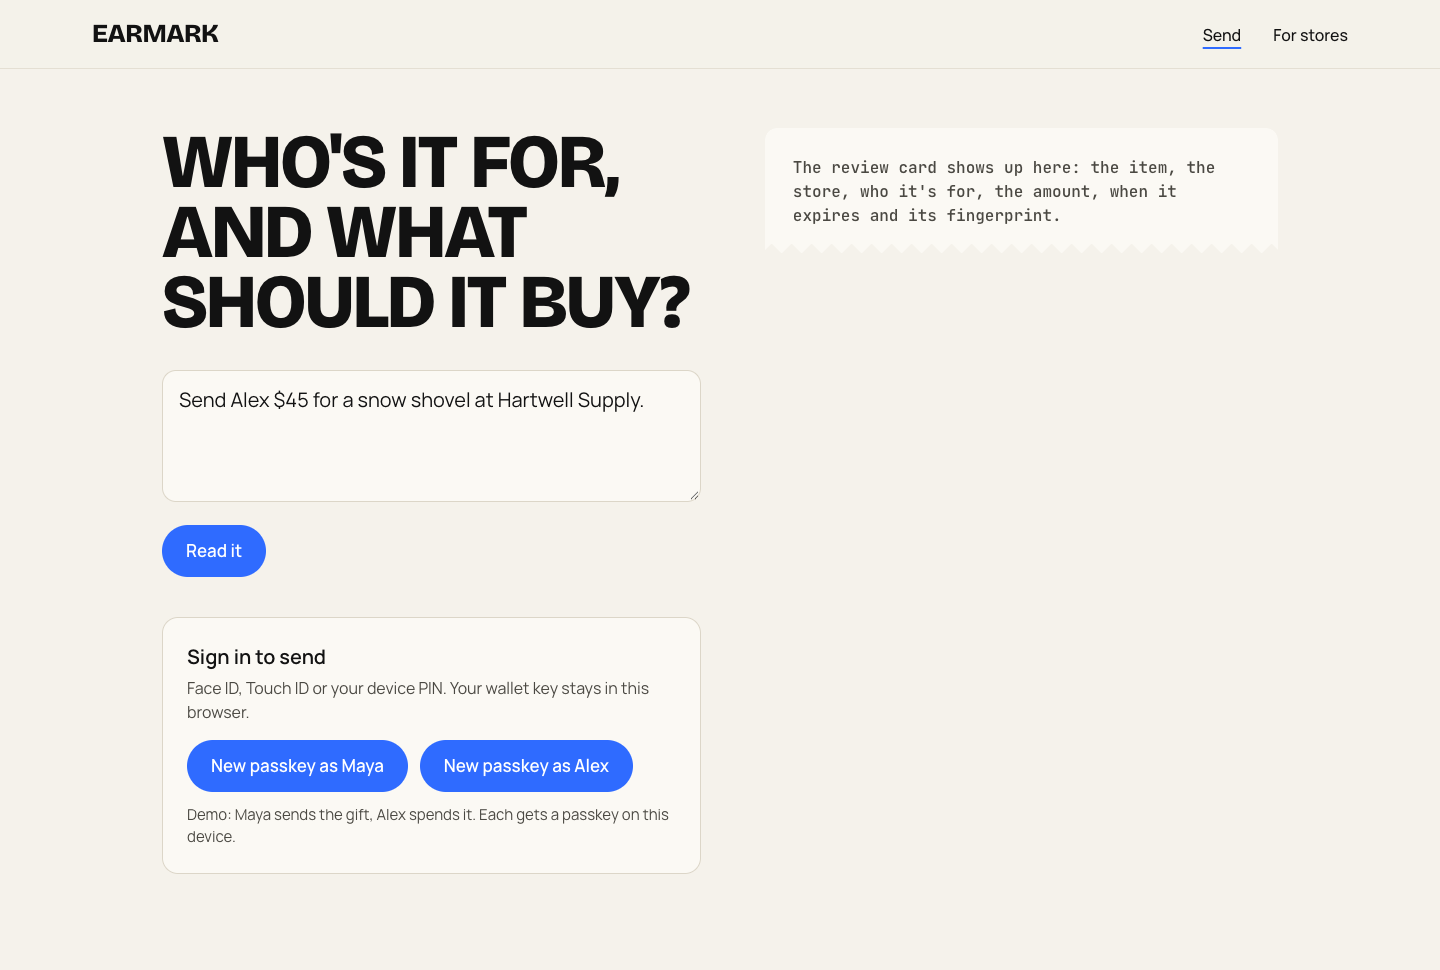 EARMARK
Send
For stores
WHO'S IT FOR,
AND WHAT
SHOULD IT BUY?
Send Alex $45 for a snow shovel at Hartwell Supply.
Read it
Sign in to send
Face ID, Touch ID or your device PIN. Your wallet key stays in this
browser.
New passkey as Maya
New passkey as Alex
Demo: Maya sends the gift, Alex spends it. Each gets a passkey on this
device.
The review card shows up here: the item, the
store, who it's for, the amount, when it
expires and its fingerprint.